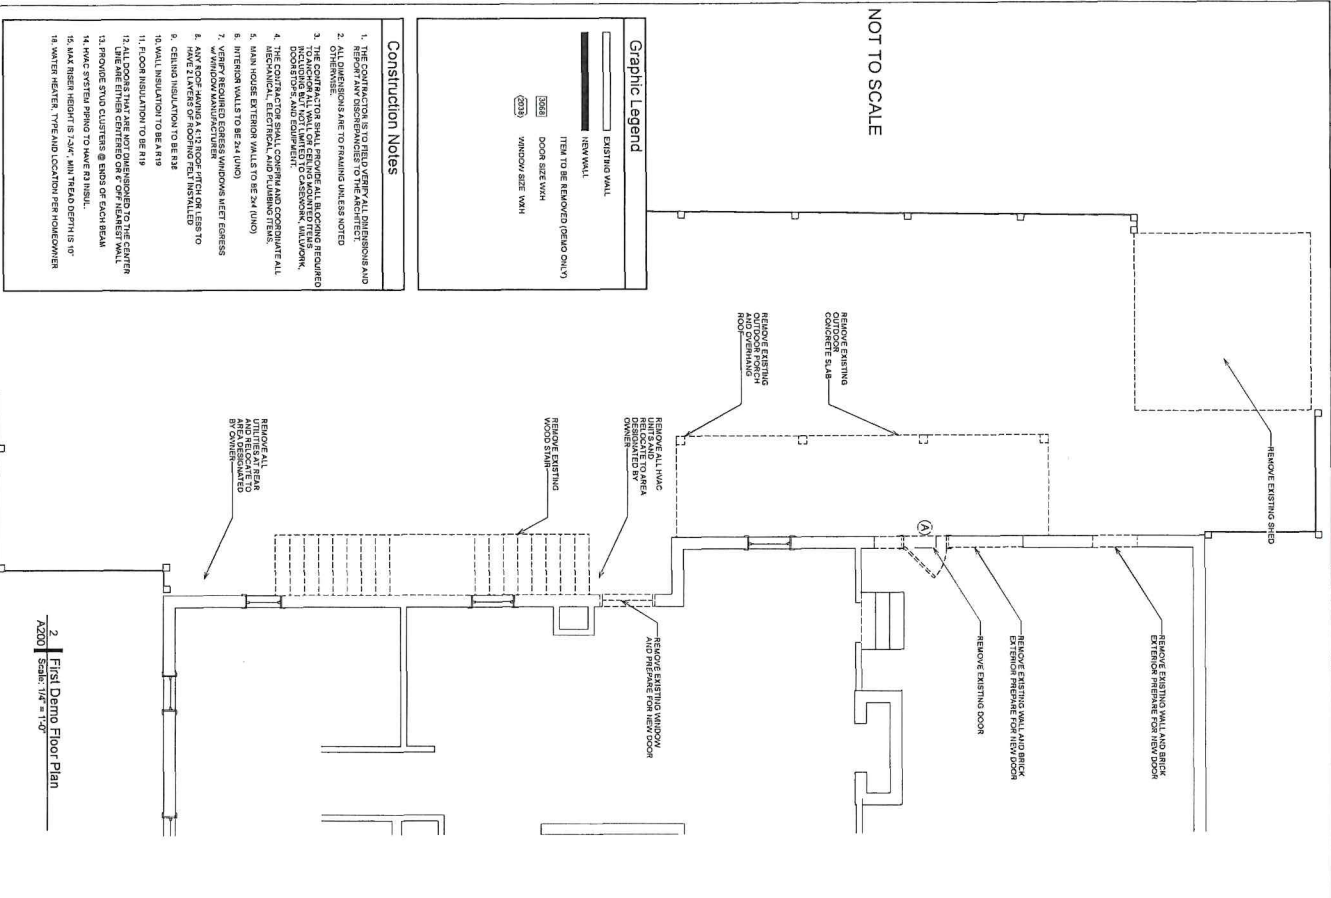 NOT TO SCALE
Graphic Legend
EXISTING WALL
NEW WALL
ITEM TO BE REMOVED (DEMO ONLY)
3068
DOOR SIZE WXH
2038
WINDOW SIZE WXH
Construction Notes
1. THE CONTRACTOR IS TO FIELD VERIFY ALL DIMENSIONS AND
REPORT ANY DISCREPANCIES TO THE ARCHITECT.
2. ALL DIMENSIONS ARE TO FRAMING UNLESS NOTED
OTHERWISE.
3. THE CONTRACTOR SHALL PROVIDE ALL BLOCKING REQUIRED
TO ANCHOR ALL WALL OR CEILING MOUNTED ITEMS
INCLUDING BUT NOT LIMITED TO CASEWORK, MILLWORK,
DOORSTOPS, AND EQUIPMENT.
4. THE CONTRACTOR SHALL CONFIRM AND COORDINATE ALL
MECHANICAL, ELECTRICAL, AND PLUMBING ITEMS.
5. MAIN HOUSE EXTERIOR WALLS TO BE 2x4 (UNO)
6. INTERIOR WALLS TO BE 2x4 (UNO)
7. VERIFY REQUIRED EGRESS WINDOWS MEET EGRESS
w/ WINDOW MANUFACTURER
8. ANY ROOF HAVING A 4:12 ROOF PITCH OR LESS TO
HAVE 2 LAYERS OF ROOFING FELT INSTALLED
9. CEILING INSULATION TO BE R38
10. WALL INSULATION TO BE A R19
11. FLOOR INSULATION TO BE R19
12. ALL DOORS THAT ARE NOT DIMENSIONED TO THE CENTER
LINE ARE EITHER CENTERED OR 6" OFF NEAREST WALL
13. PROVIDE STUD CLUSTERS @ ENDS OF EACH BEAM
14. HVAC SYSTEM PIPING TO HAVE R3 INSUL.
15. MAX RISER HEIGHT IS 7-3/4", MIN TREAD DEPTH IS 10"
16. WATER HEATER, TYPE AND LOCATION PER HOMEOWNER
REMOVE EXISTING SHED
REMOVE EXISTING
OUTDOOR
CONCRETE SLAB
REMOVE EXISTING
OUTDOOR PORCH
AND OVERHANG
ROOF
REMOVE ALL HVAC
UNITS AND
RELOCATE TO AREA
DESIGNATED BY
OWNER
REMOVE EXISTING
WOOD STAIR
REMOVE ALL
UTILITIES AT REAR
AND RELOCATE TO
AREA DESIGNATED
BY OWNER
A
REMOVE EXISTING WALL AND BRICK
EXTERIOR PREPARE FOR NEW DOOR
REMOVE EXISTING WALL AND BRICK
EXTERIOR PREPARE FOR NEW DOOR
REMOVE EXISTING DOOR
REMOVE EXISTING WINDOW
AND PREPARE FOR NEW DOOR
2
A200
First Demo Floor Plan
Scale: 1/4" = 1'-0"